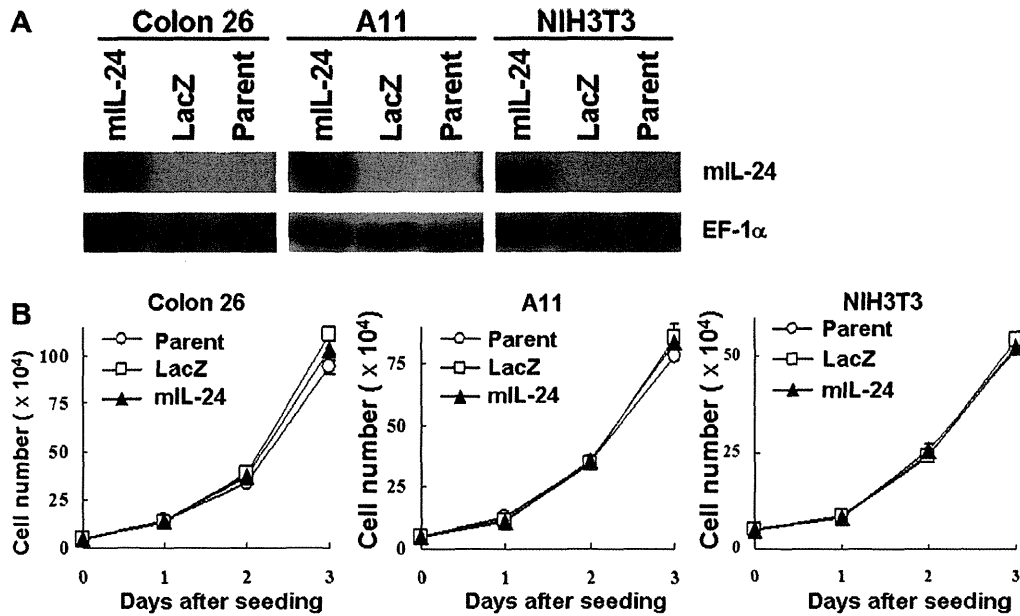 A
Colon 26
A11
NIH3T3
mIL-24
LacZ
Parent
mIL-24
LacZ
Parent
mIL-24
LacZ
Parent
mIL-24
EF-1α
B
Colon 26
Parent
LacZ
mIL-24
Cell number ( × 10⁴)
100
75
50
25
0
0 1 2 3
Days after seeding
A11
Parent
LacZ
mIL-24
Cell number ( × 10⁴)
75
50
25
0
0 1 2 3
Days after seeding
NIH3T3
Parent
LacZ
mIL-24
Cell number ( × 10⁴)
50
25
0
0 1 2 3
Days after seeding